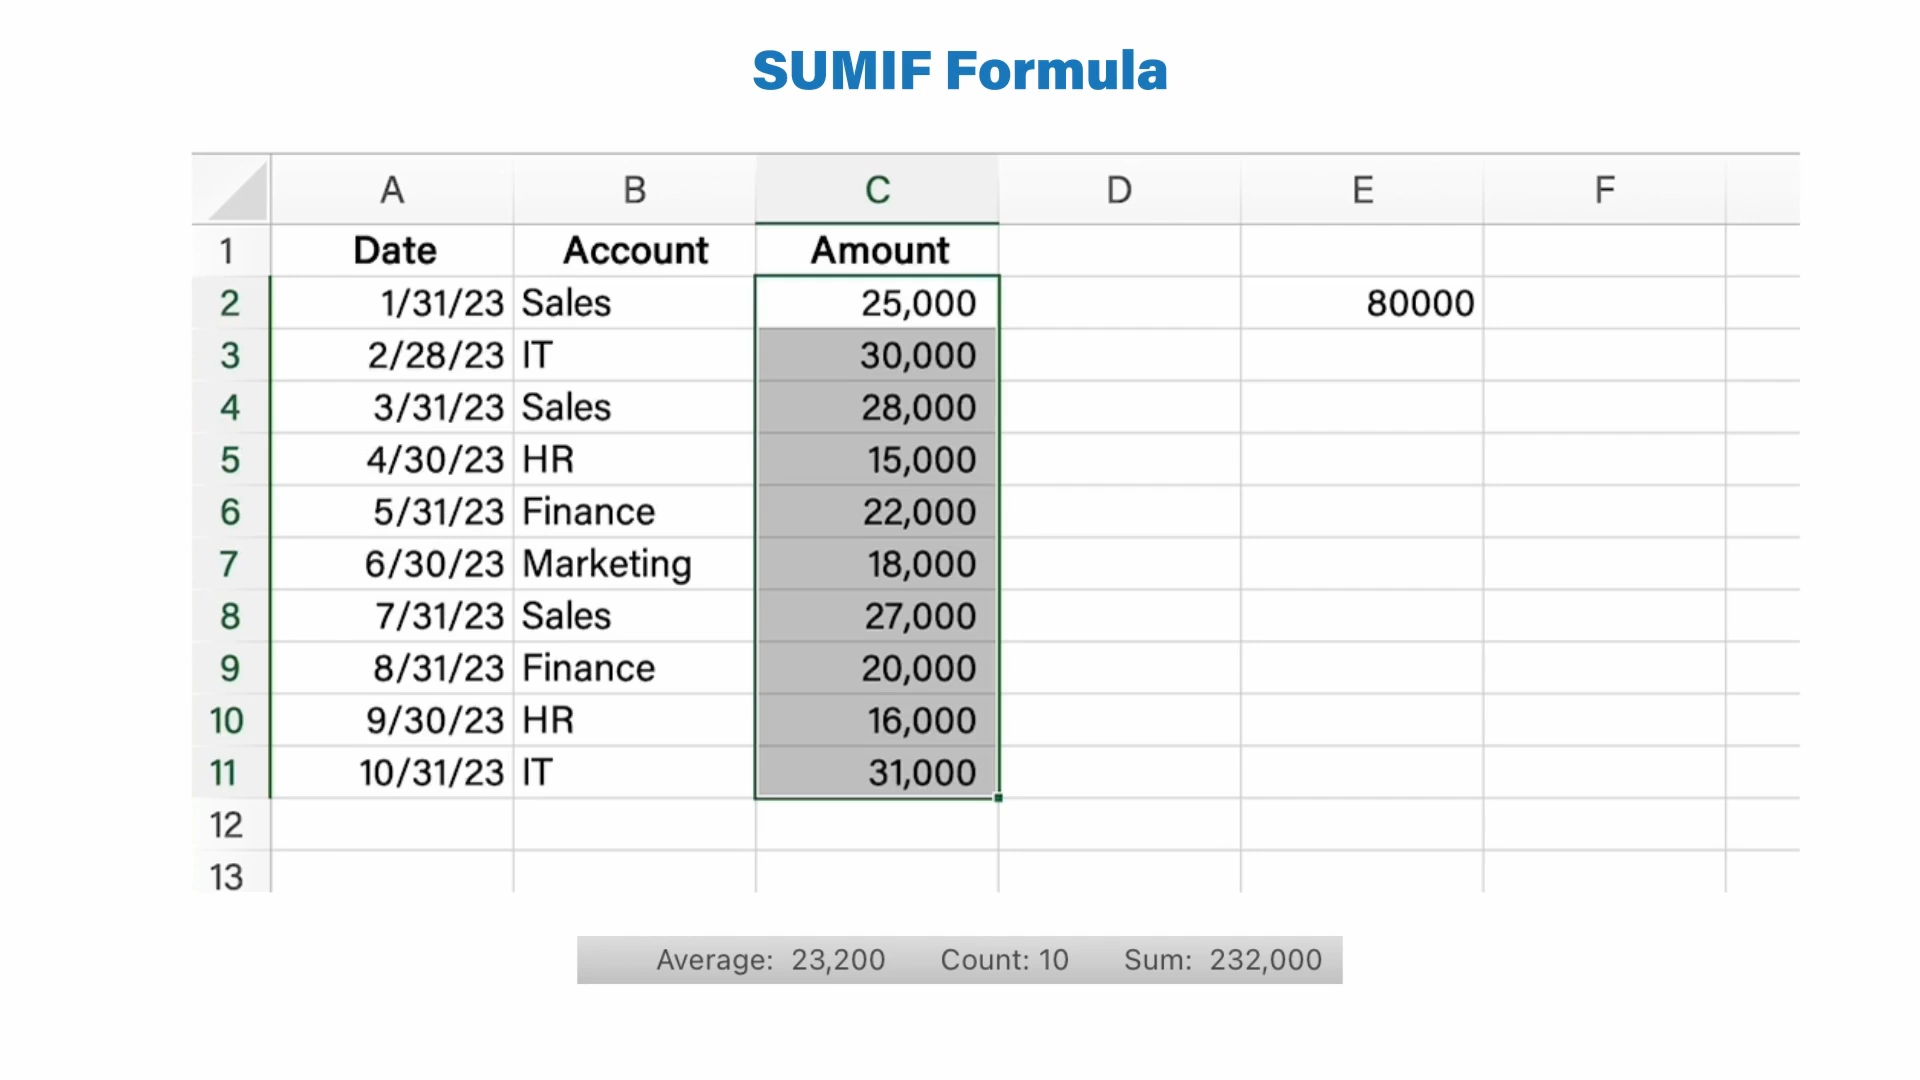 SUMIF Formula
A B C D E F
1 Date Account Amount
2 1/31/23 Sales 25,000 80000
3 2/28/23 IT 30,000
4 3/31/23 Sales 28,000
5 4/30/23 HR 15,000
6 5/31/23 Finance 22,000
7 6/30/23 Marketing 18,000
8 7/31/23 Sales 27,000
9 8/31/23 Finance 20,000
10 9/30/23 HR 16,000
11 10/31/23 IT 31,000
12
13
Average: 23,200 Count: 10 Sum: 232,000